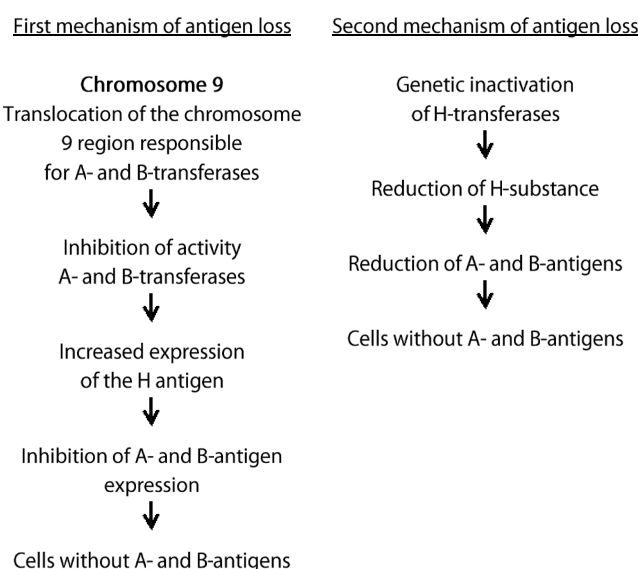 First mechanism of antigen loss
Chromosome 9
Translocation of the chromosome
9 region responsible
for A- and B-transferases
Inhibition of activity
A- and B-transferases
Increased expression
of the H antigen
Inhibition of A- and B-antigen
expression
Cells without A- and B-antigens
Second mechanism of antigen loss
Genetic inactivation
of H-transferases
Reduction of H-substance
Reduction of A- and B-antigens
Cells without A- and B-antigens